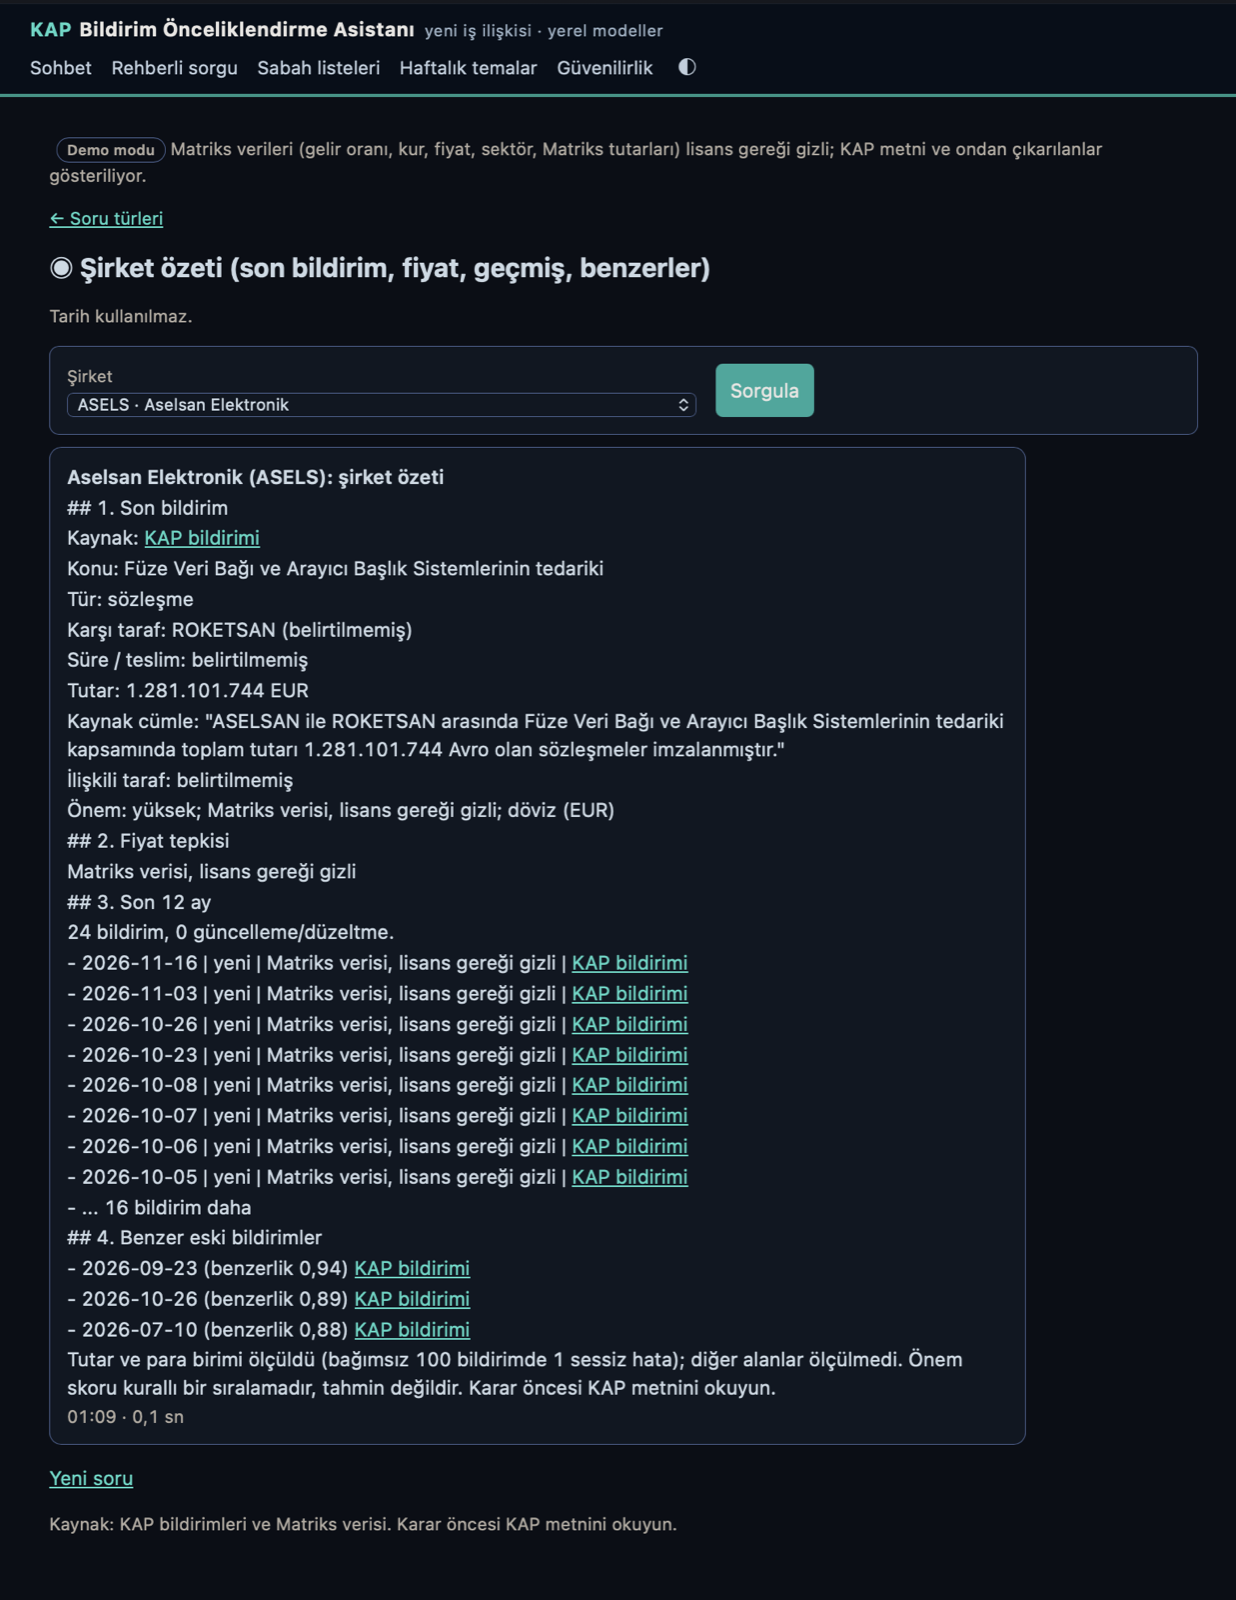 KAP Bildirim Önceliklendirme Asistanı yeni iş ilişkisi · yerel modeller
Sohbet Rehberli sorgu Sabah listeleri Haftalık temalar Güvenilirlik
Demo modu Matriks verileri (gelir oranı, kur, fiyat, sektör, Matriks tutarları) lisans gereği gizli; KAP metni ve ondan çıkarılanlar
gösteriliyor.
← Soru türleri
◉ Şirket özeti (son bildirim, fiyat, geçmiş, benzerler)
Tarih kullanılmaz.
Şirket
ASELS · Aselsan Elektronik
Sorgula
Aselsan Elektronik (ASELS): şirket özeti
## 1. Son bildirim
Kaynak: KAP bildirimi
Konu: Füze Veri Bağı ve Arayıcı Başlık Sistemlerinin tedariki
Tür: sözleşme
Karşı taraf: ROKETSAN (belirtilmemiş)
Süre / teslim: belirtilmemiş
Tutar: 1.281.101.744 EUR
Kaynak cümle: "ASELSAN ile ROKETSAN arasında Füze Veri Bağı ve Arayıcı Başlık Sistemlerinin tedariki
kapsamında toplam tutarı 1.281.101.744 Avro olan sözleşmeler imzalanmıştır."
İlişkili taraf: belirtilmemiş
Önem: yüksek; Matriks verisi, lisans gereği gizli; döviz (EUR)
## 2. Fiyat tepkisi
Matriks verisi, lisans gereği gizli
## 3. Son 12 ay
24 bildirim, 0 güncelleme/düzeltme.
- 2026-11-16 | yeni | Matriks verisi, lisans gereği gizli | KAP bildirimi
- 2026-11-03 | yeni | Matriks verisi, lisans gereği gizli | KAP bildirimi
- 2026-10-26 | yeni | Matriks verisi, lisans gereği gizli | KAP bildirimi
- 2026-10-23 | yeni | Matriks verisi, lisans gereği gizli | KAP bildirimi
- 2026-10-08 | yeni | Matriks verisi, lisans gereği gizli | KAP bildirimi
- 2026-10-07 | yeni | Matriks verisi, lisans gereği gizli | KAP bildirimi
- 2026-10-06 | yeni | Matriks verisi, lisans gereği gizli | KAP bildirimi
- 2026-10-05 | yeni | Matriks verisi, lisans gereği gizli | KAP bildirimi
- ... 16 bildirim daha
## 4. Benzer eski bildirimler
- 2026-09-23 (benzerlik 0,94) KAP bildirimi
- 2026-10-26 (benzerlik 0,89) KAP bildirimi
- 2026-07-10 (benzerlik 0,88) KAP bildirimi
Tutar ve para birimi ölçüldü (bağımsız 100 bildirimde 1 sessiz hata); diğer alanlar ölçülmedi. Önem
skoru kurallı bir sıralamadır, tahmin değildir. Karar öncesi KAP metnini okuyun.
01:09 · 0,1 sn
Yeni soru
Kaynak: KAP bildirimleri ve Matriks verisi. Karar öncesi KAP metnini okuyun.